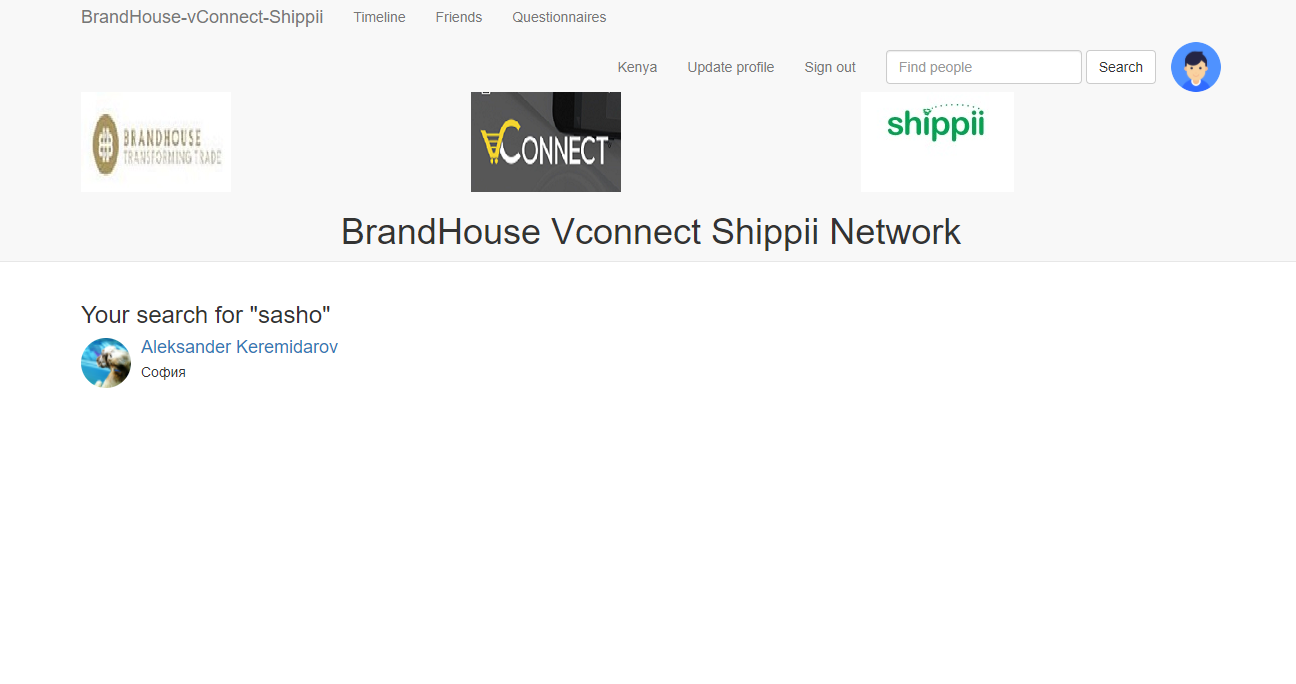 BrandHouse-vConnect-Shippii Timeline Friends Questionnaires
Kenya Update profile Sign out Find people Search
BRANDHOUSE
TRANSFORMING TRADE
VCONNECT
shippii
BrandHouse Vconnect Shippii Network
Your search for "sasho"
Aleksander Keremidarov
София